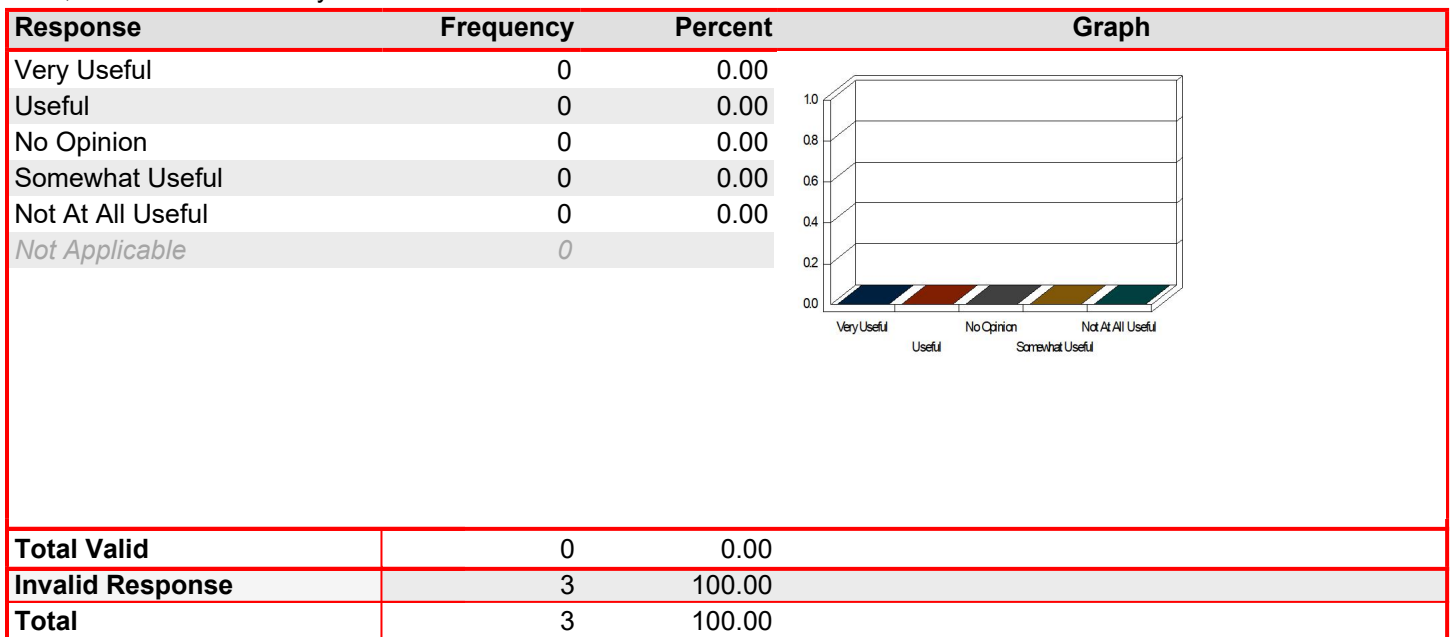 Response Frequency Percent Graph
Very Useful 0 0.00
Useful 0 0.00
No Opinion 0 0.00
Somewhat Useful 0 0.00
Not At All Useful 0 0.00
Not Applicable 0
1.0
0.8
0.6
0.4
0.2
0.0
Very Useful No Opinion Not At All Useful
Useful Somewhat Useful
Total Valid 0 0.00
Invalid Response 3 100.00
Total 3 100.00